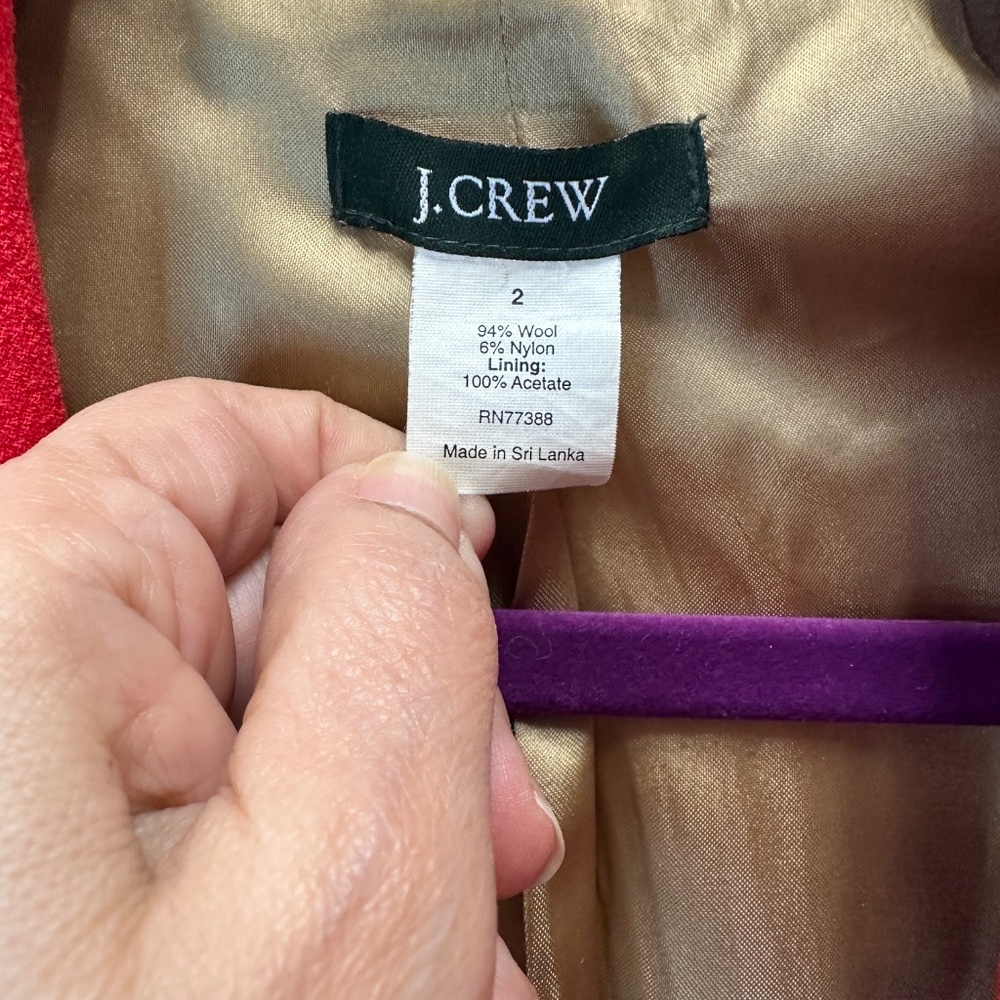 J.CREW
2
94% Wool
6% Nylon
Lining:
100% Acetate
RN77388
Made in Sri Lanka